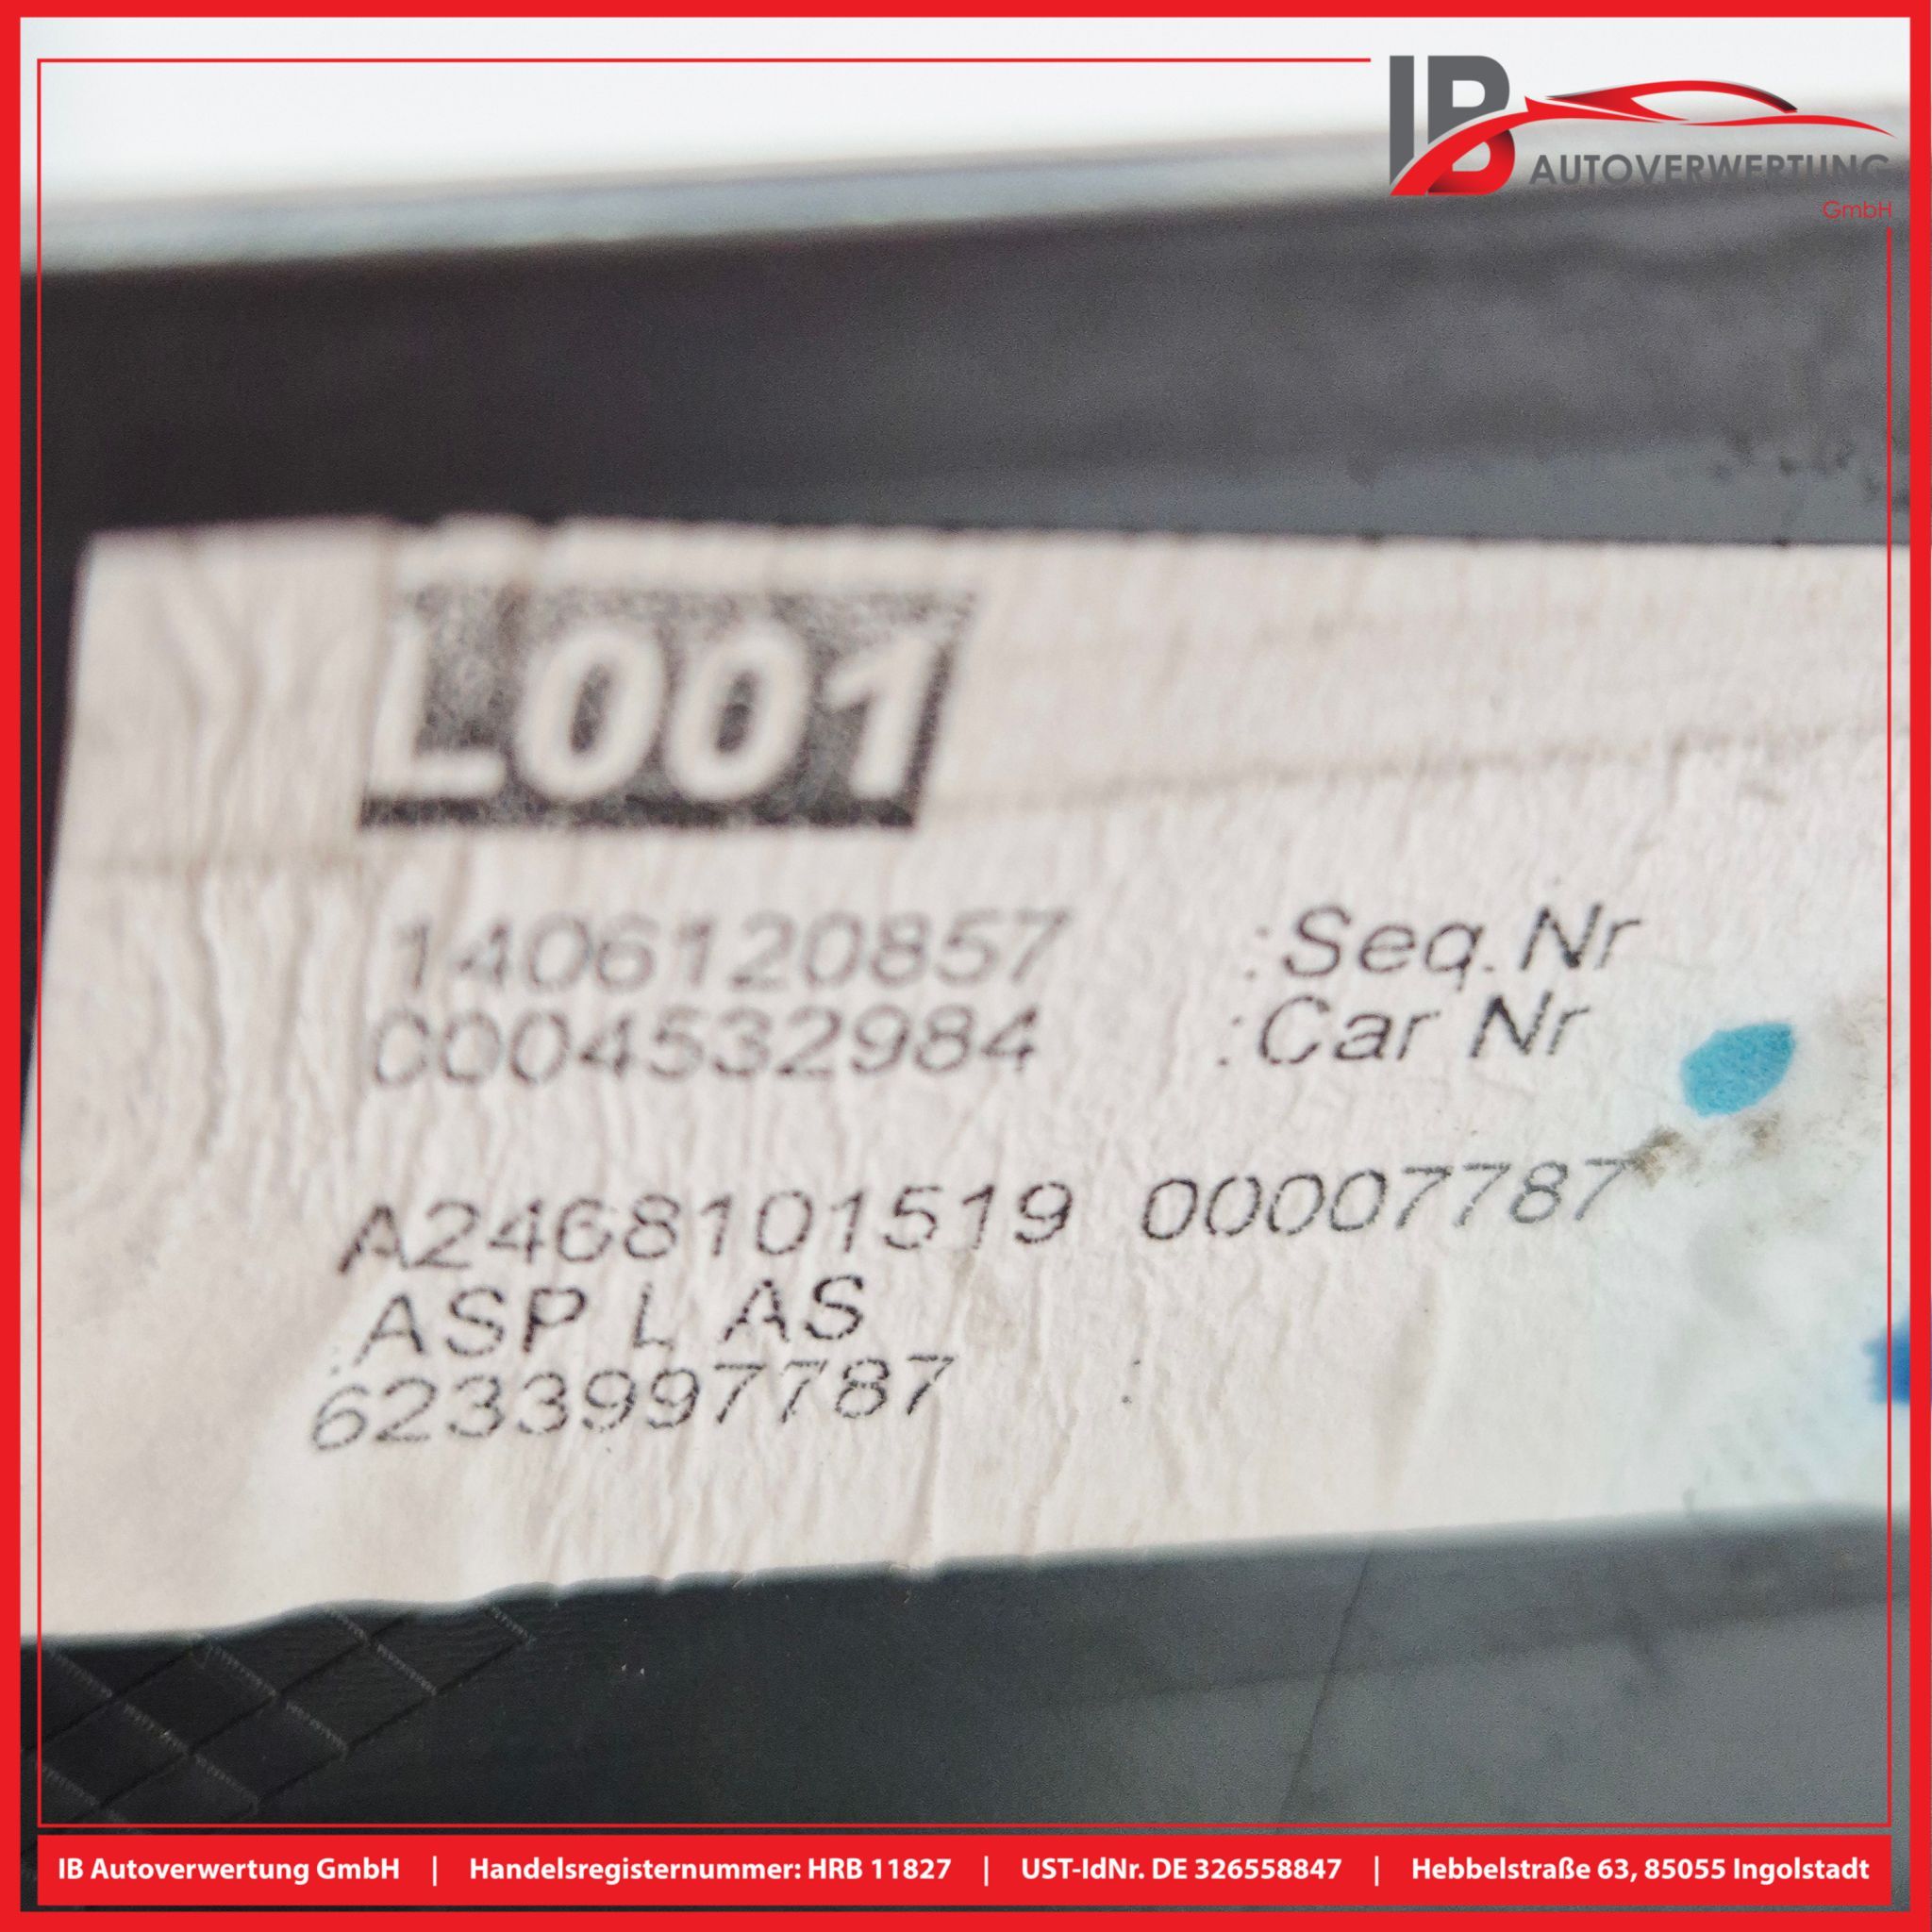 IB
AUTOVERWERTUNG
GmbH
L001
1406120857 :Seq.Nr
0004532984 :Car Nr
A2468101519 00007787
:ASP L AS
6233997787 :
IB Autoverwertung GmbH | Handelsregisternummer: HRB 11827 | UST-IdNr. DE 326558847 | Hebbelstraße 63, 85055 Ingolstadt